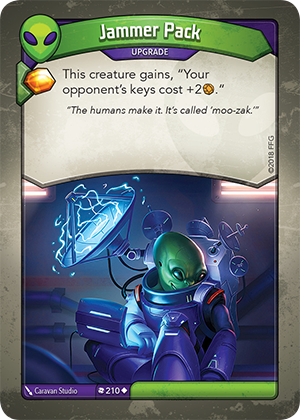 Jammer Pack
UPGRADE
This creature gains, “Your
opponent’s keys cost +2.“
“The humans make it. It’s called ‘moo-zak.’”
©2018 FFG
Caravan Studio
210